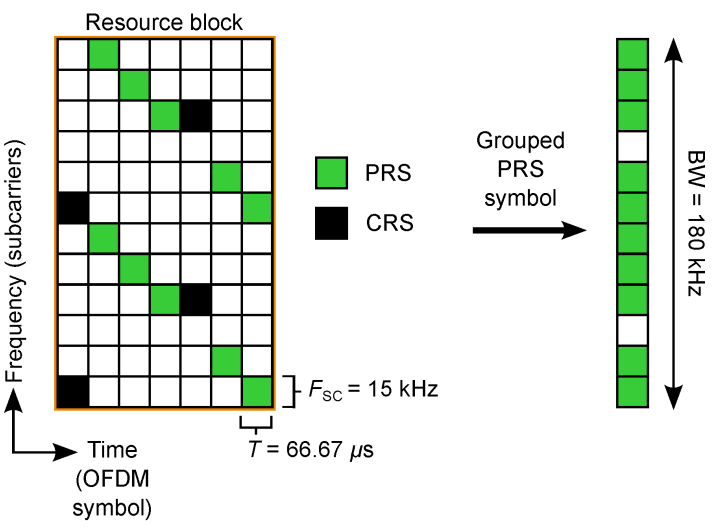 Resource block
Frequency (subcarriers)
Time
(OFDM
symbol)
F_SC = 15 kHz
T = 66.67 μs
PRS
CRS
Grouped
PRS
symbol
BW = 180 kHz